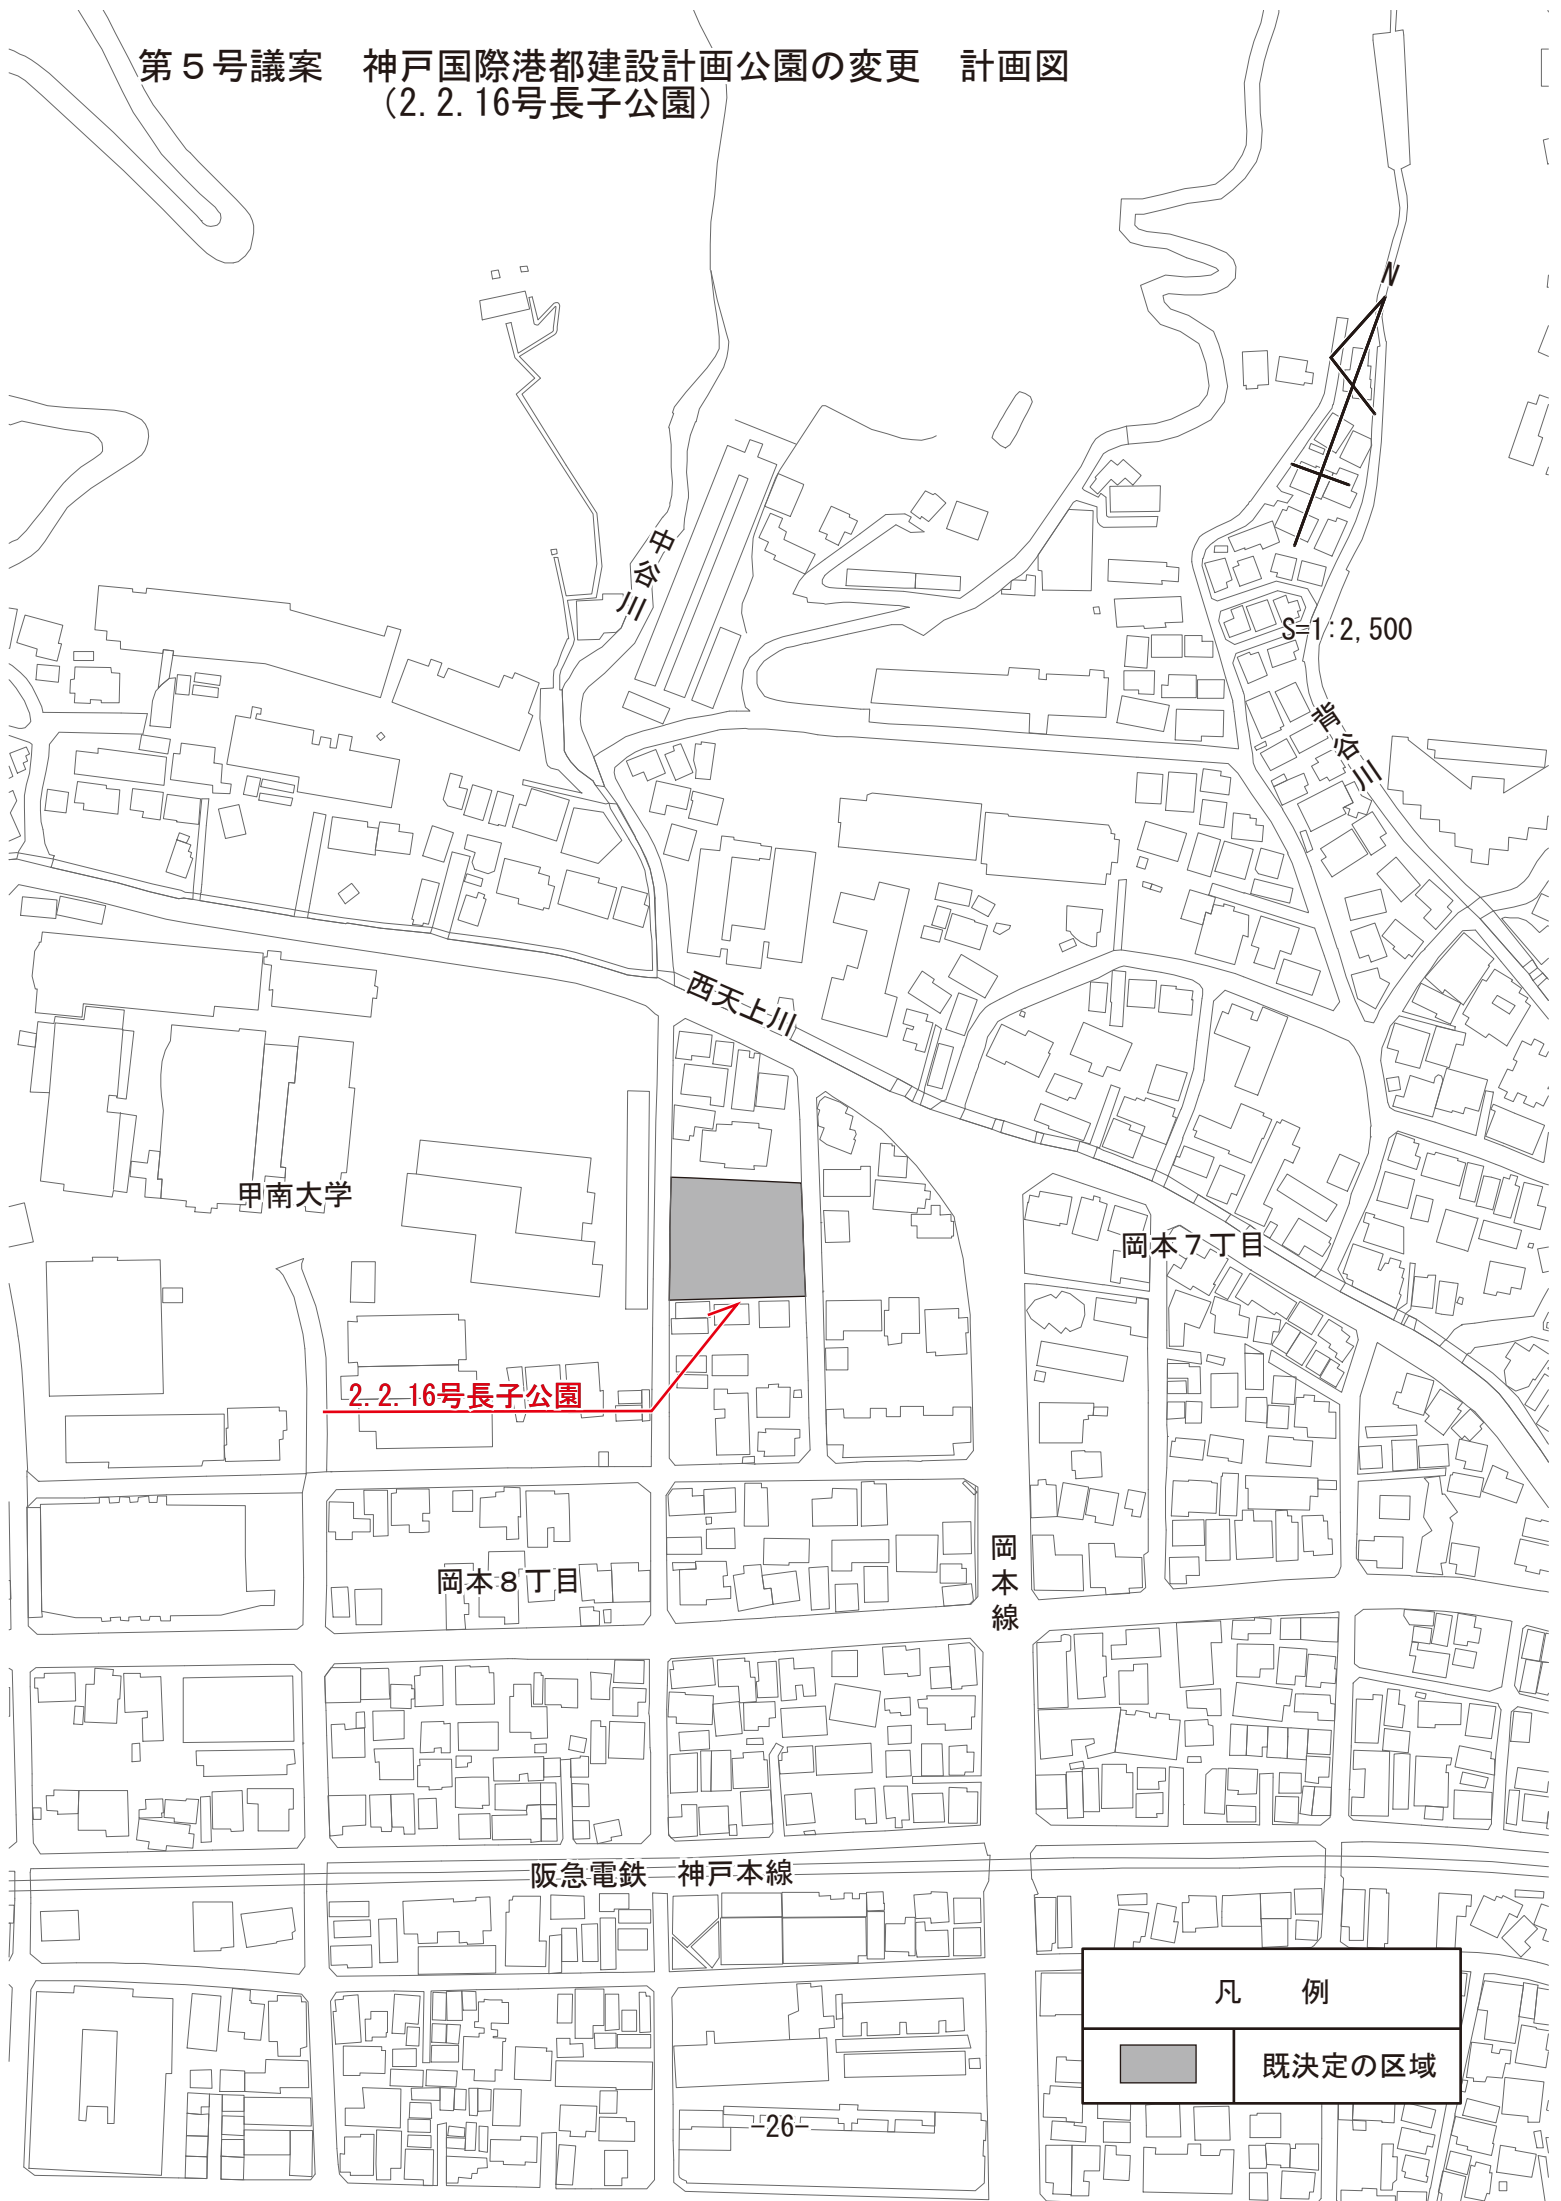 第５号議案　神戸国際港都建設計画公園の変更　計画図
（2.2.16号長子公園）
N
中谷川
S=1:2,500
背谷川
西天上川
甲南大学
岡本７丁目
2.2.16号長子公園
岡本線
岡本８丁目
阪急電鉄　神戸本線
凡　例
既決定の区域
-26-